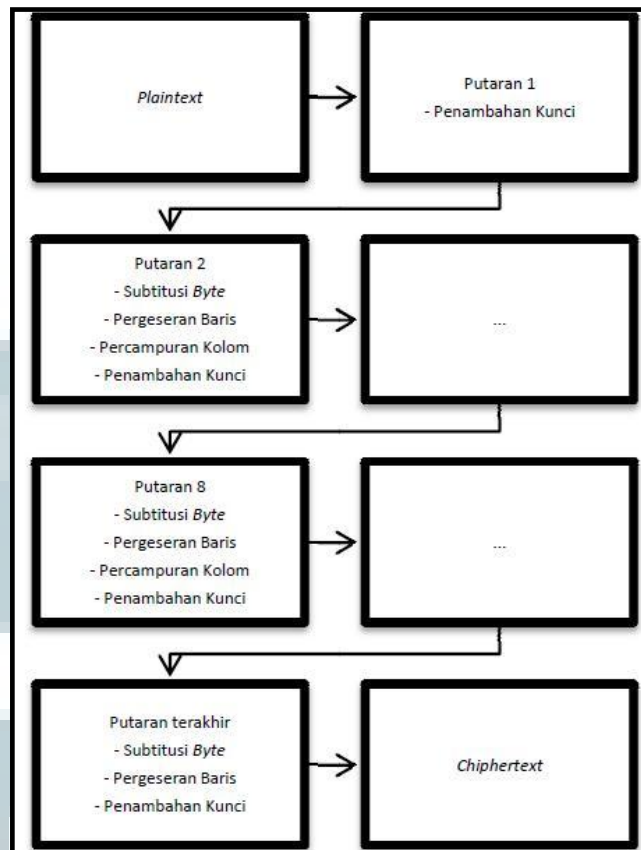 Plaintext
Putaran 1
- Penambahan Kunci
Putaran 2
- Subtitusi Byte
- Pergeseran Baris
- Percampuran Kolom
- Penambahan Kunci
...
Putaran 8
- Subtitusi Byte
- Pergeseran Baris
- Percampuran Kolom
- Penambahan Kunci
...
Putaran terakhir
- Subtitusi Byte
- Pergeseran Baris
- Penambahan Kunci
Chiphertext